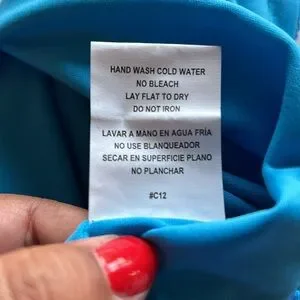 HAND WASH COLD WATER
NO BLEACH
LAY FLAT TO DRY
DO NOT IRON
LAVAR A MANO EN AGUA FRÍA
NO USE BLANQUEADOR
SECAR EN SUPERFICIE PLANO
NO PLANCHAR
#C12